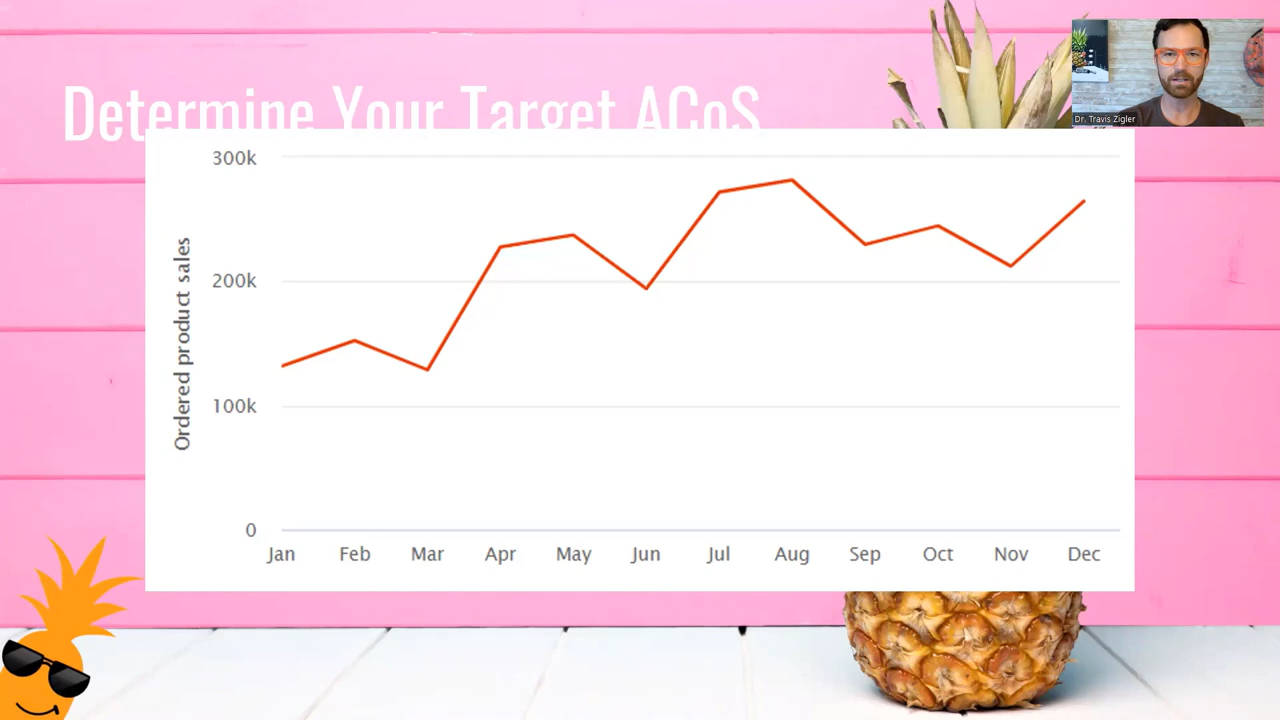 Determine Your Target ACoS
Dr. Travis Zigler
300k
200k
100k
0
Ordered product sales
Jan Feb Mar Apr May Jun Jul Aug Sep Oct Nov Dec